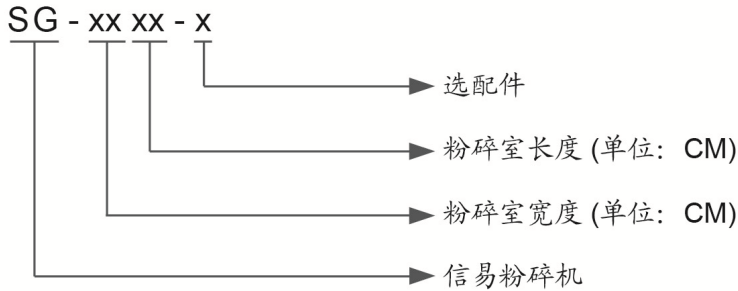 SG - xx xx - x
选配件
粉碎室长度 (单位：CM)
粉碎室宽度 (单位：CM)
信易粉碎机